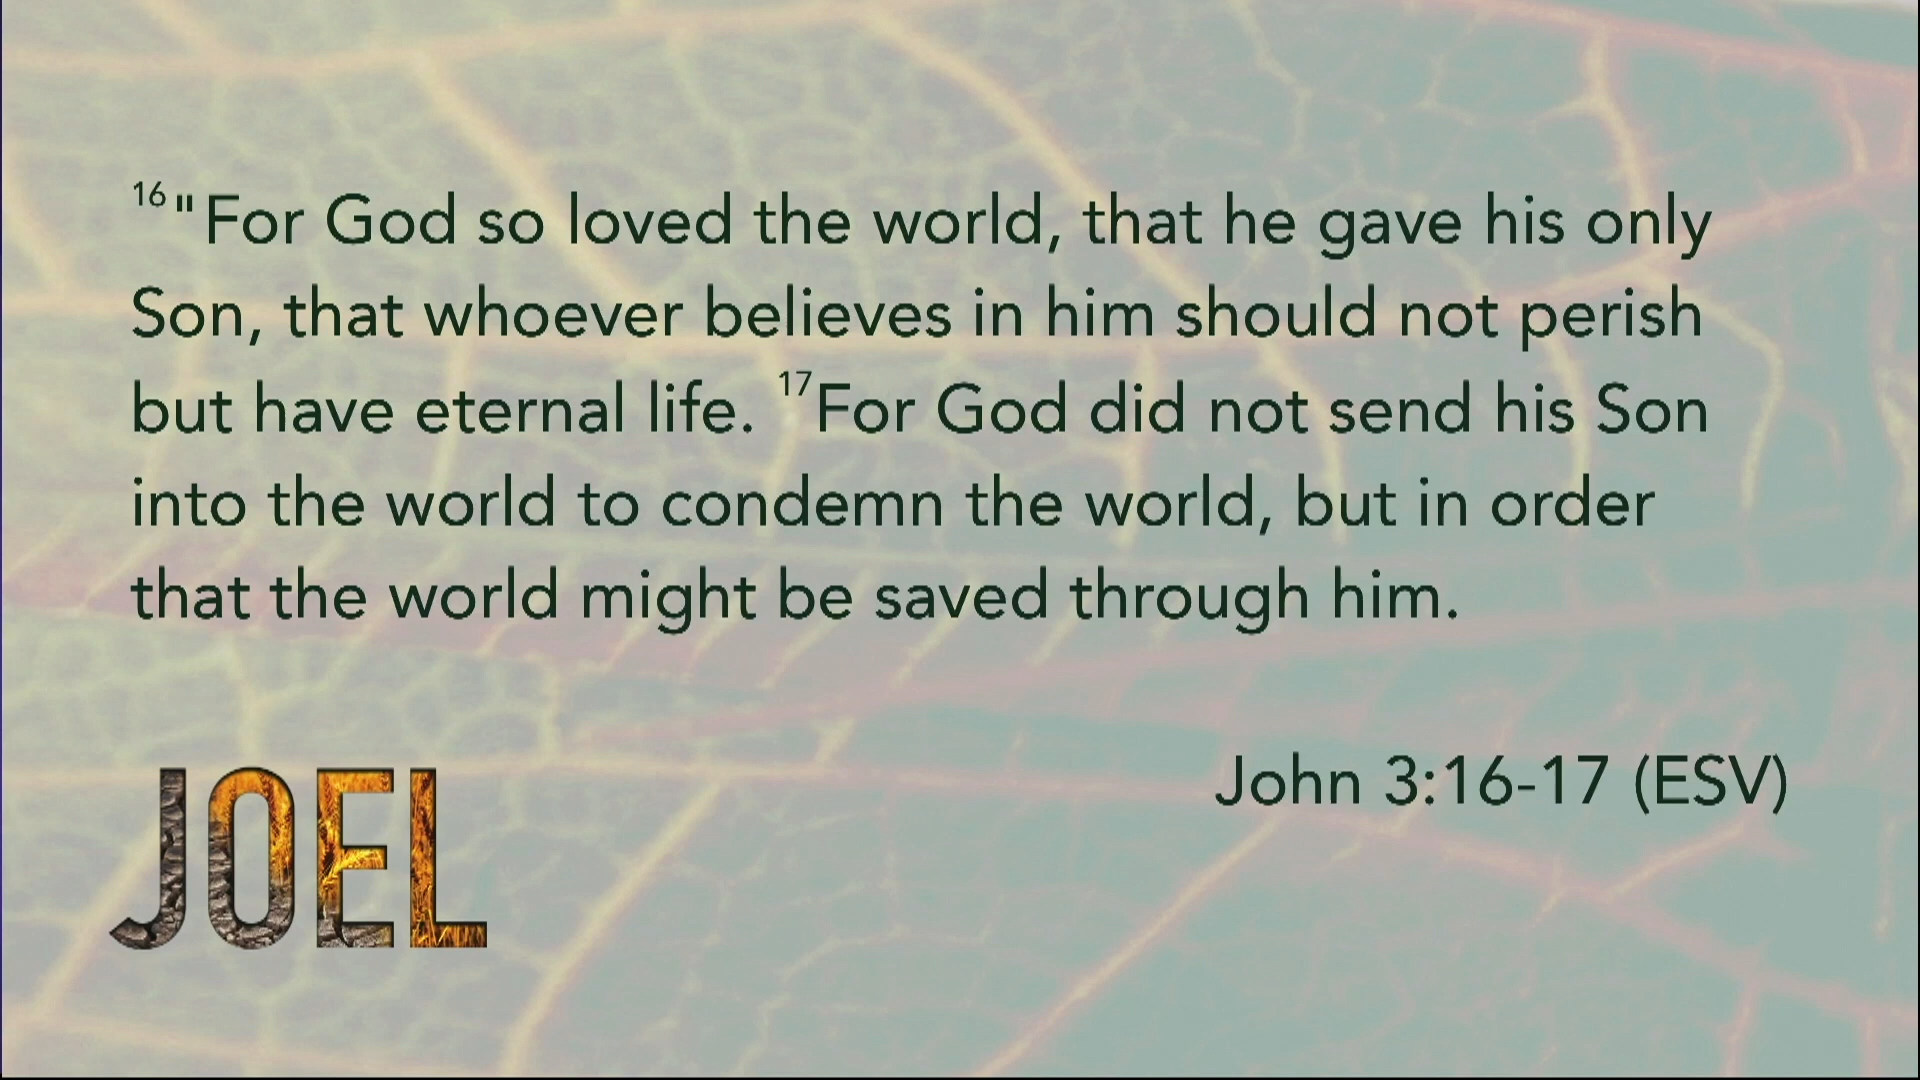 16"For God so loved the world, that he gave his only
Son, that whoever believes in him should not perish
but have eternal life. 17For God did not send his Son
into the world to condemn the world, but in order
that the world might be saved through him.
John 3:16-17 (ESV)
JOEL